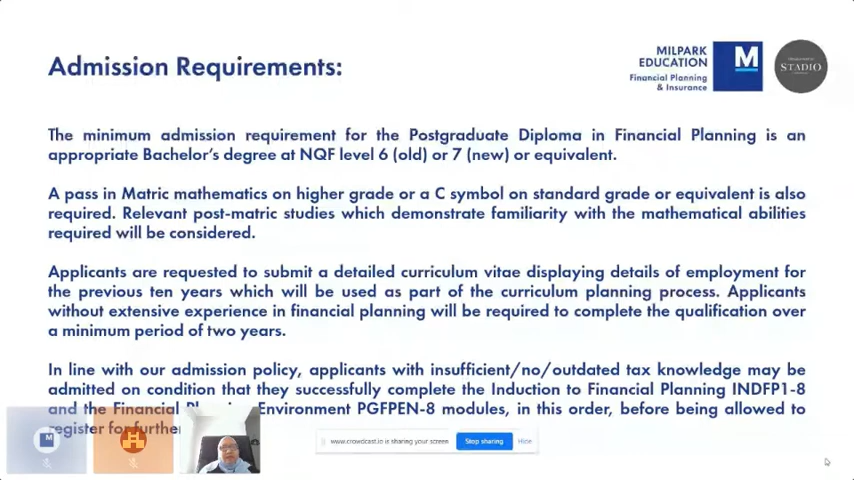 Admission Requirements:
MILPARK
EDUCATION
Financial Planning
& Insurance
M
STADIO
The minimum admission requirement for the Postgraduate Diploma in Financial Planning is an
appropriate Bachelor's degree at NQF level 6 (old) or 7 (new) or equivalent.
A pass in Matric mathematics on higher grade or a C symbol on standard grade or equivalent is also
required. Relevant post-matric studies which demonstrate familiarity with the mathematical abilities
required will be considered.
Applicants are requested to submit a detailed curriculum vitae displaying details of employment for
the previous ten years which will be used as part of the curriculum planning process. Applicants
without extensive experience in financial planning will be required to complete the qualification over
a minimum period of two years.
In line with our admission policy, applicants with insufficient/no/outdated tax knowledge may be
admitted on condition that they successfully complete the Induction to Financial Planning INDFP1-8
and the Financial Environment PGFPEN-8 modules, in this order, before being allowed to
register for further
M
www.crowdcast.io is sharing your screen
Stop sharing
Hide